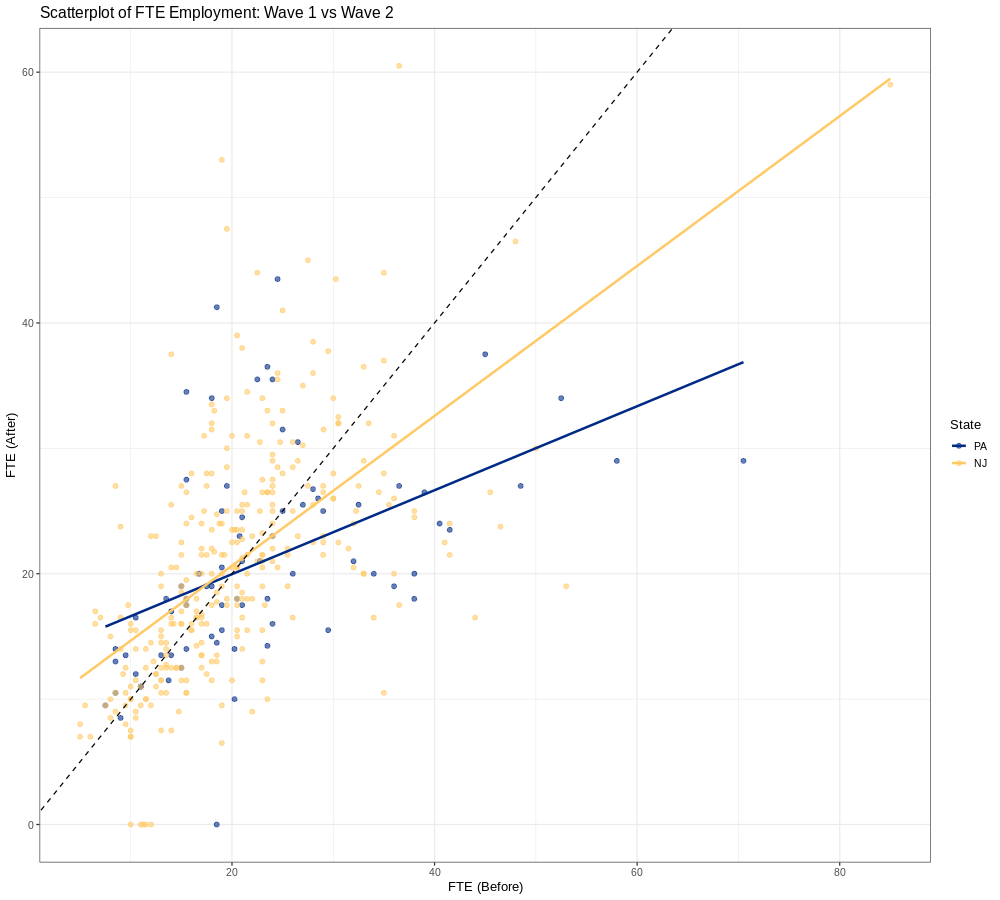 Scatterplot of FTE Employment: Wave 1 vs Wave 2
FTE (After)
60
40
20
0
20 40 60 80
FTE (Before)
State
PA
NJ